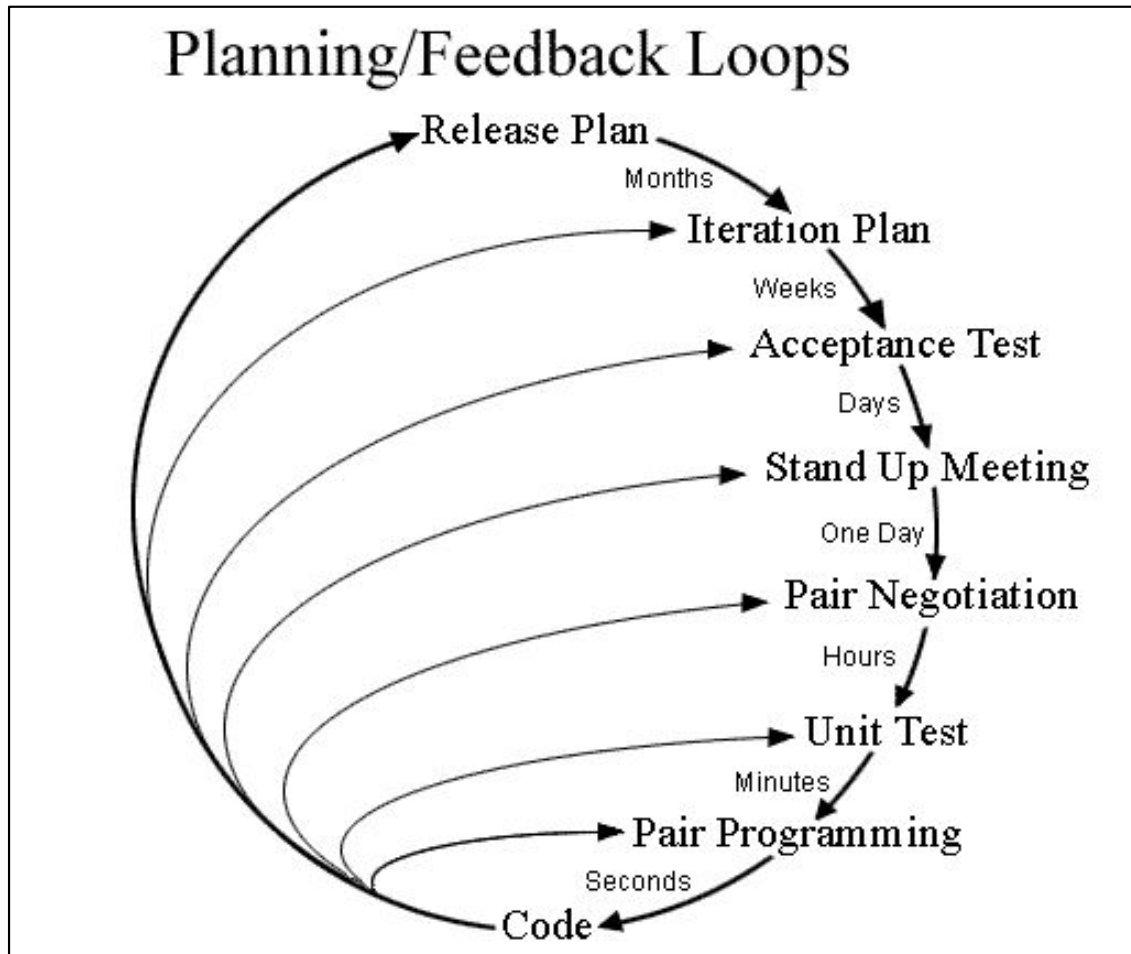 Planning/Feedback Loops
Release Plan
Months
Iteration Plan
Weeks
Acceptance Test
Days
Stand Up Meeting
One Day
Pair Negotiation
Hours
Unit Test
Minutes
Pair Programming
Seconds
Code